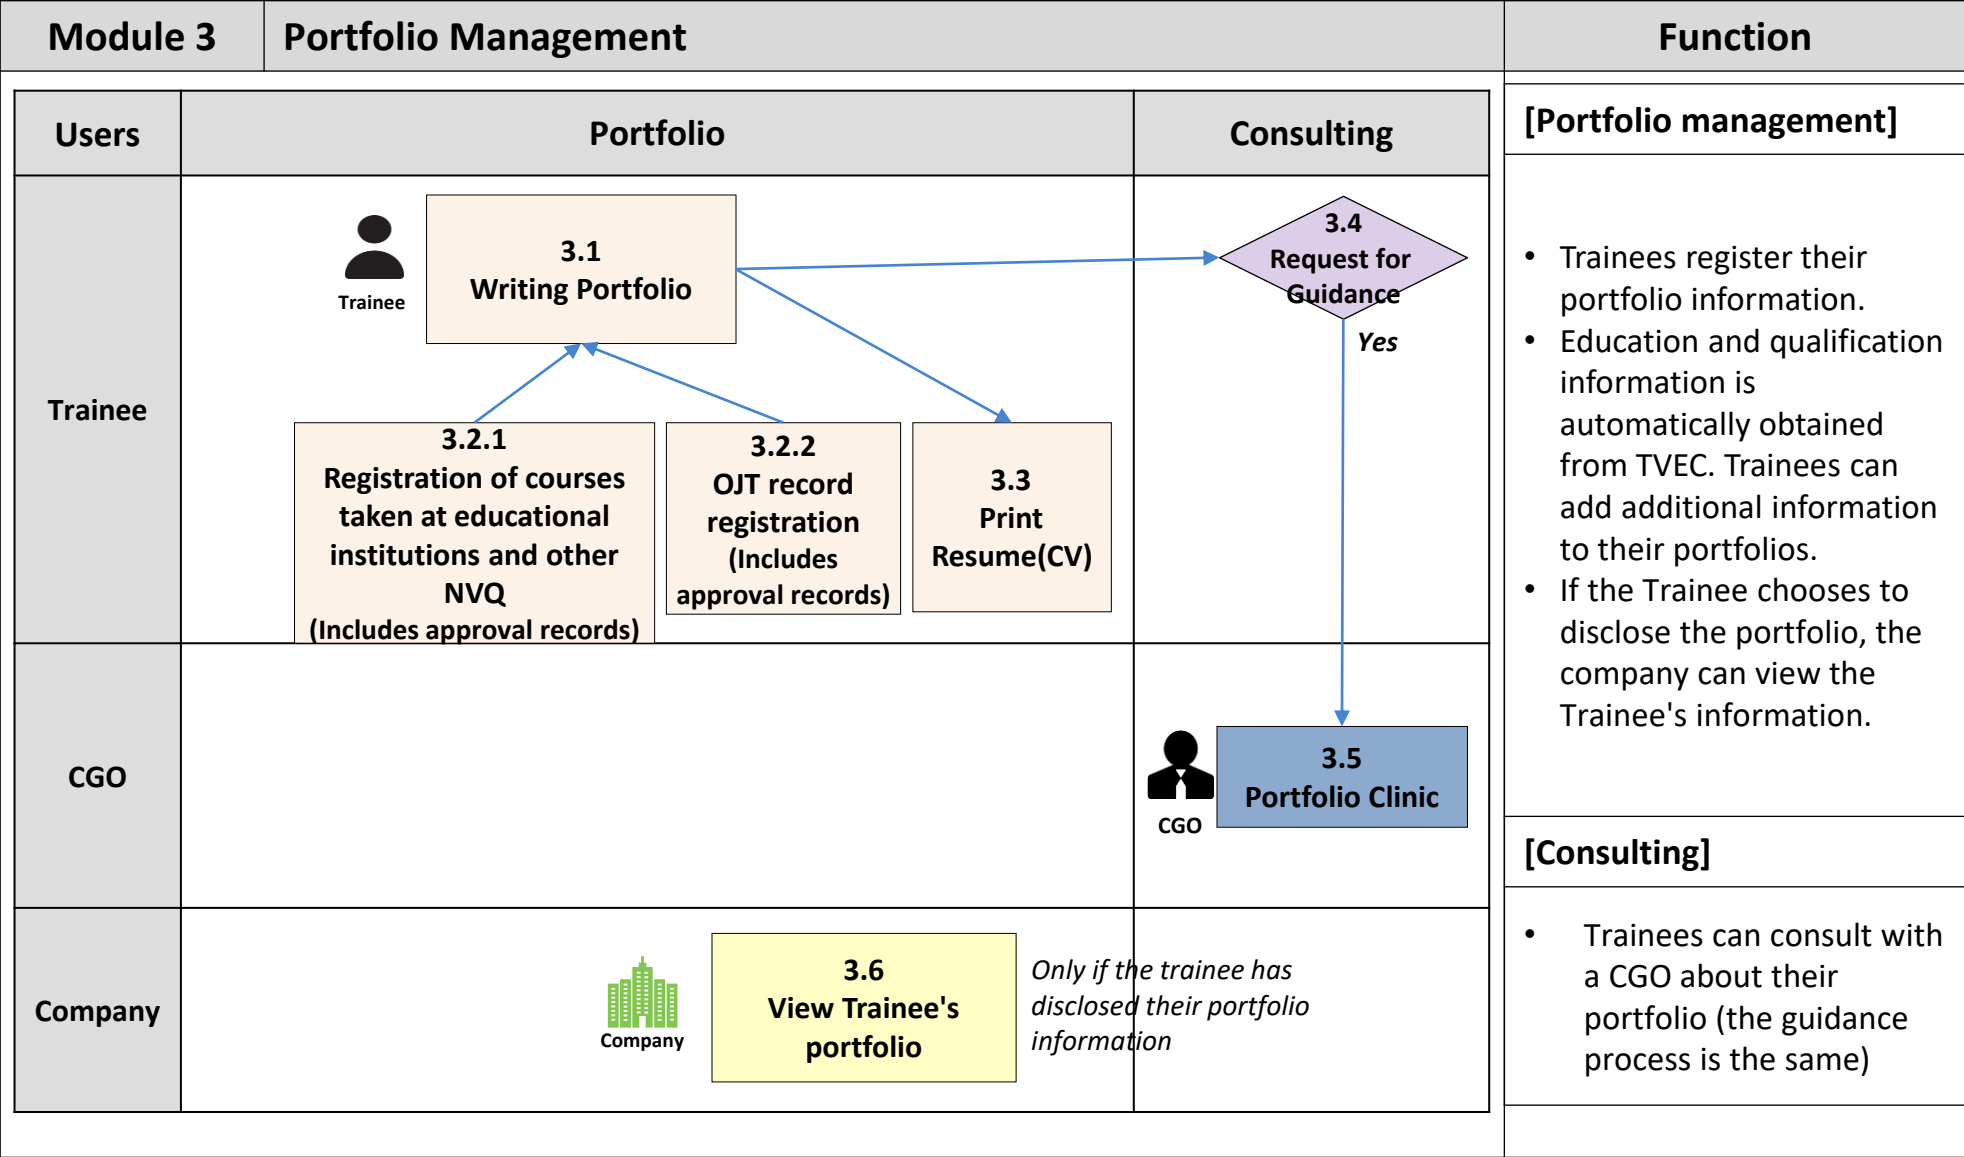 Module 3
Portfolio Management
Function
Users
Portfolio
Consulting
Trainee
Trainee
3.1
Writing Portfolio
3.4
Request for
Guidance
Yes
3.2.1
Registration of courses
taken at educational
institutions and other
NVQ
(Includes approval records)
3.2.2
OJT record
registration
(Includes
approval records)
3.3
Print
Resume(CV)
CGO
CGO
3.5
Portfolio Clinic
Company
Company
3.6
View Trainee's
portfolio
Only if the trainee has
disclosed their portfolio
information
[Portfolio management]
• Trainees register their
portfolio information.
• Education and qualification
information is
automatically obtained
from TVEC. Trainees can
add additional information
to their portfolios.
• If the Trainee chooses to
disclose the portfolio, the
company can view the
Trainee's information.
[Consulting]
• Trainees can consult with
a CGO about their
portfolio (the guidance
process is the same)